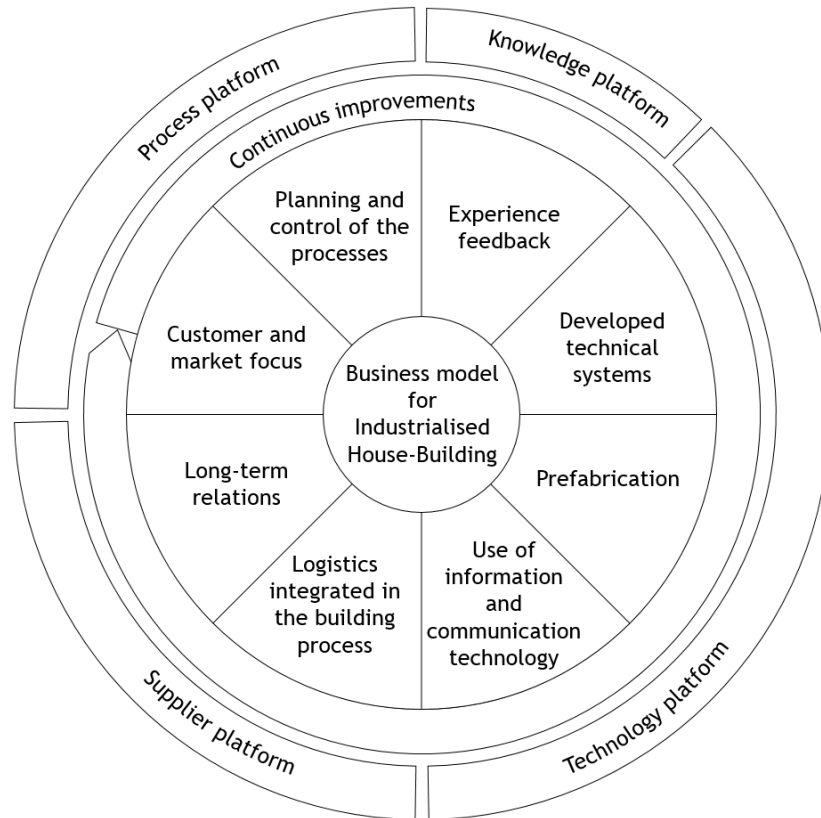 Process platform
Knowledge platform
Continuous improvements
Planning and
control of the
processes
Experience
feedback
Customer and
market focus
Developed
technical
systems
Business model
for
Industrialised
House-Building
Long-term
relations
Prefabrication
Logistics
integrated in
the building
process
Use of
information
and
communication
technology
Supplier platform
Technology platform